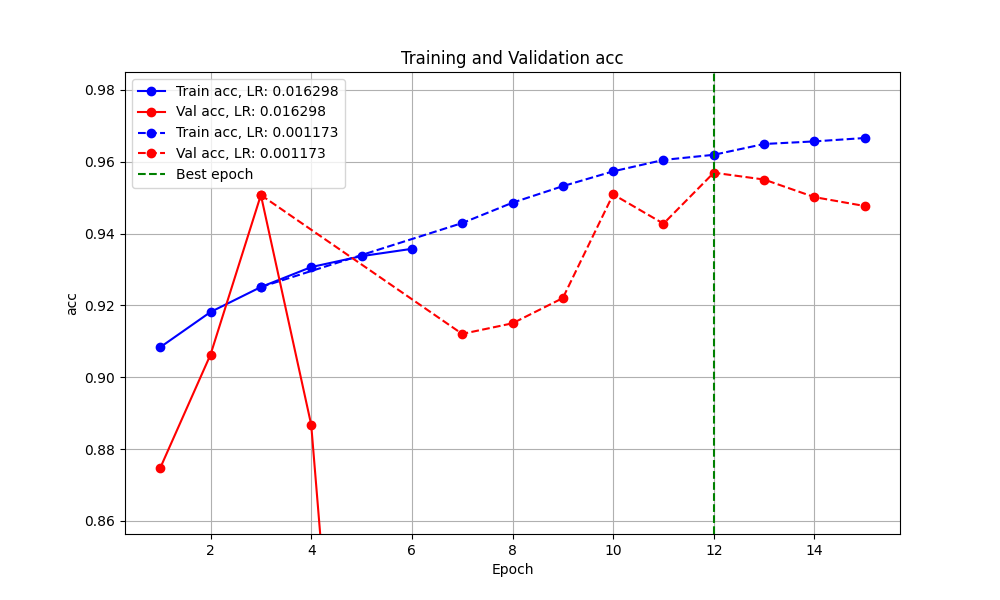 Training and Validation acc
Train acc, LR: 0.016298
Val acc, LR: 0.016298
Train acc, LR: 0.001173
Val acc, LR: 0.001173
Best epoch
acc
0.98
0.96
0.94
0.92
0.90
0.88
0.86
2 4 6 8 10 12 14
Epoch